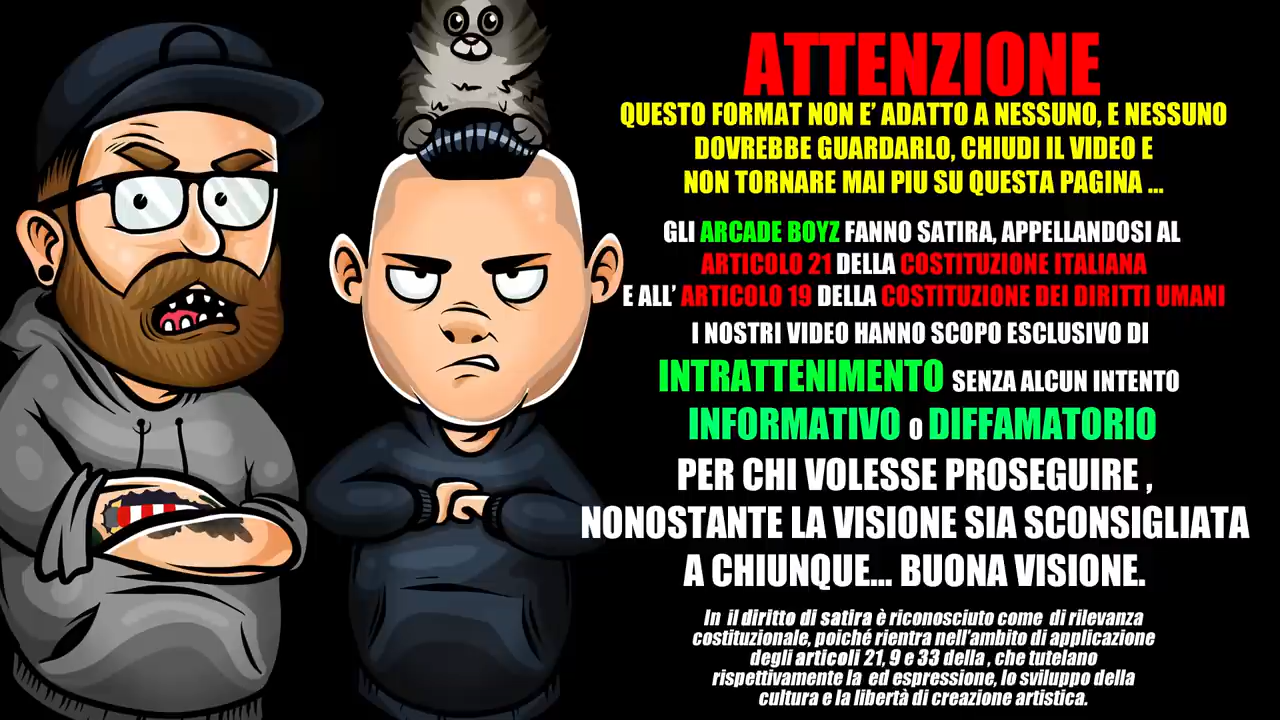 ATTENZIONE
QUESTO FORMAT NON E' ADATTO A NESSUNO, E NESSUNO
DOVREBBE GUARDARLO, CHIUDI IL VIDEO E
NON TORNARE MAI PIU SU QUESTA PAGINA ...
GLI ARCADE BOYZ FANNO SATIRA, APPELLANDOSI AL
ARTICOLO 21 DELLA COSTITUZIONE ITALIANA
E ALL' ARTICOLO 19 DELLA COSTITUZIONE DEI DIRITTI UMANI
I NOSTRI VIDEO HANNO SCOPO ESCLUSIVO DI
INTRATTENIMENTO SENZA ALCUN INTENTO
INFORMATIVO O DIFFAMATORIO
PER CHI VOLESSE PROSEGUIRE ,
NONOSTANTE LA VISIONE SIA SCONSIGLIATA
A CHIUNQUE... BUONA VISIONE.
In il diritto di satira è riconosciuto come di rilevanza
costituzionale, poiché rientra nell'ambito di applicazione
degli articoli 21, 9 e 33 della , che tutelano
rispettivamente la ed espressione, lo sviluppo della
cultura e la libertà di creazione artistica.